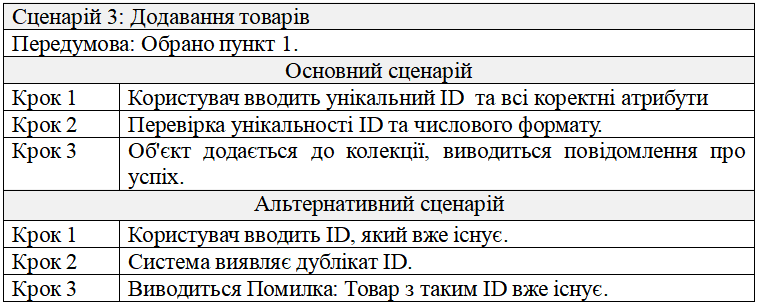 Сценарій 3: Додавання товарів
Передумова: Обрано пункт 1.
Основний сценарій
Крок 1 Користувач вводить унікальний ID та всі коректні атрибути
Крок 2 Перевірка унікальності ID та числового формату.
Крок 3 Об'єкт додається до колекції, виводиться повідомлення про
успіх.
Альтернативний сценарій
Крок 1 Користувач вводить ID, який вже існує.
Крок 2 Система виявляє дублікат ID.
Крок 3 Виводиться Помилка: Товар з таким ID вже існує.